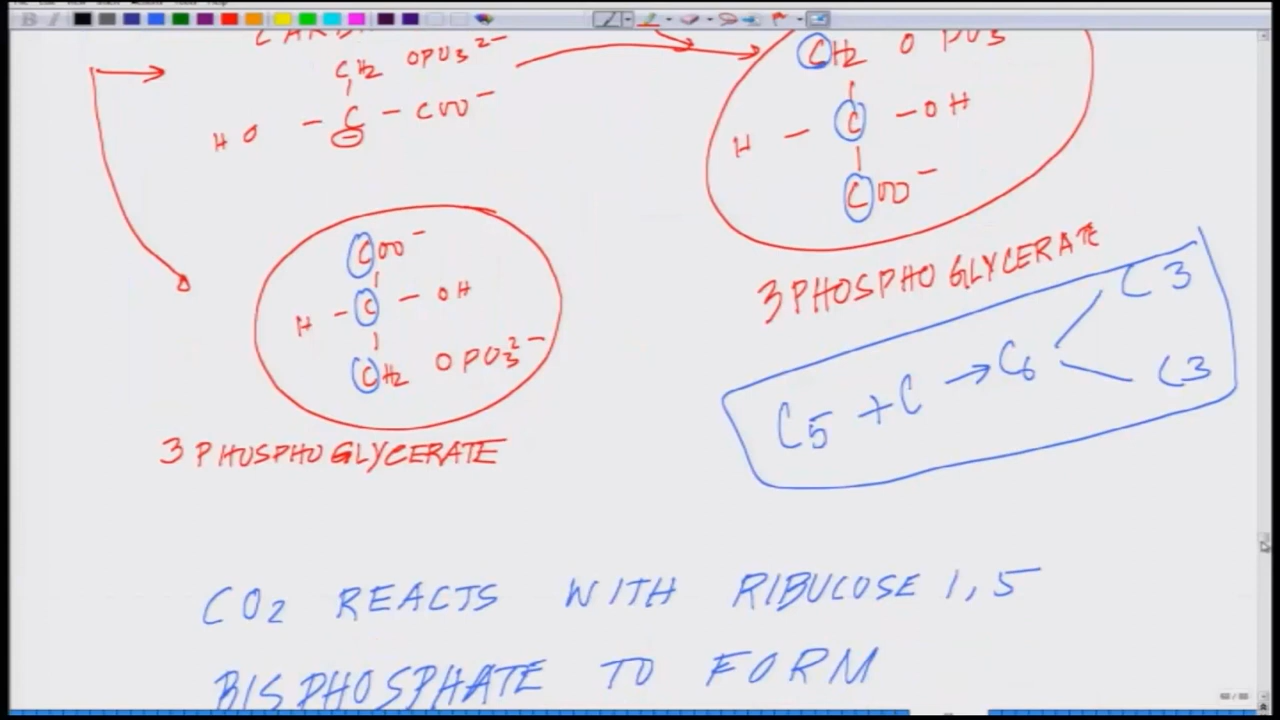 CH2 OPO3 2-
HO - C - COO-
CH2 O PO3
H - C - OH
COO-
3 PHOSPHO GLYCERATE
COO-
H - C - OH
CH2 OPO3 2-
3 PHOSPHO GLYCERATE
C5 + C → C6
C3
C3
CO2 REACTS WITH RIBUCOSE 1,5
BISPHOSPHATE TO FORM